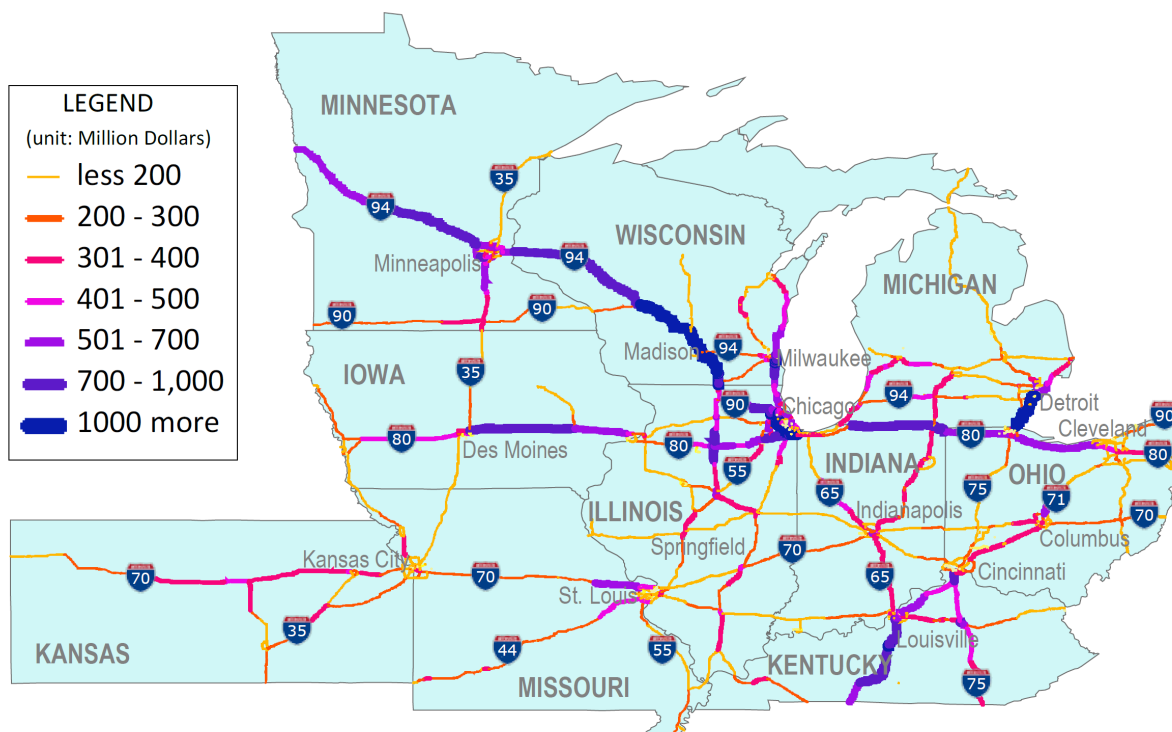 LEGEND
(unit: Million Dollars)
less 200
200 - 300
301 - 400
401 - 500
501 - 700
700 - 1,000
1000 more
MINNESOTA
35
94
Minneapolis
94
WISCONSIN
MICHIGAN
90
90
Madison
94
Milwaukee
IOWA
35
90
Chicago
94
Detroit
Cleveland
90
80
Des Moines
80
55
INDIANA
80
OHIO
80
65
75
71
ILLINOIS
Indianapolis
70
Columbus
Springfield
70
Kansas City
70
70
St. Louis
65
Cincinnati
35
44
55
Louisville
KANSAS
MISSOURI
KENTUCKY
75